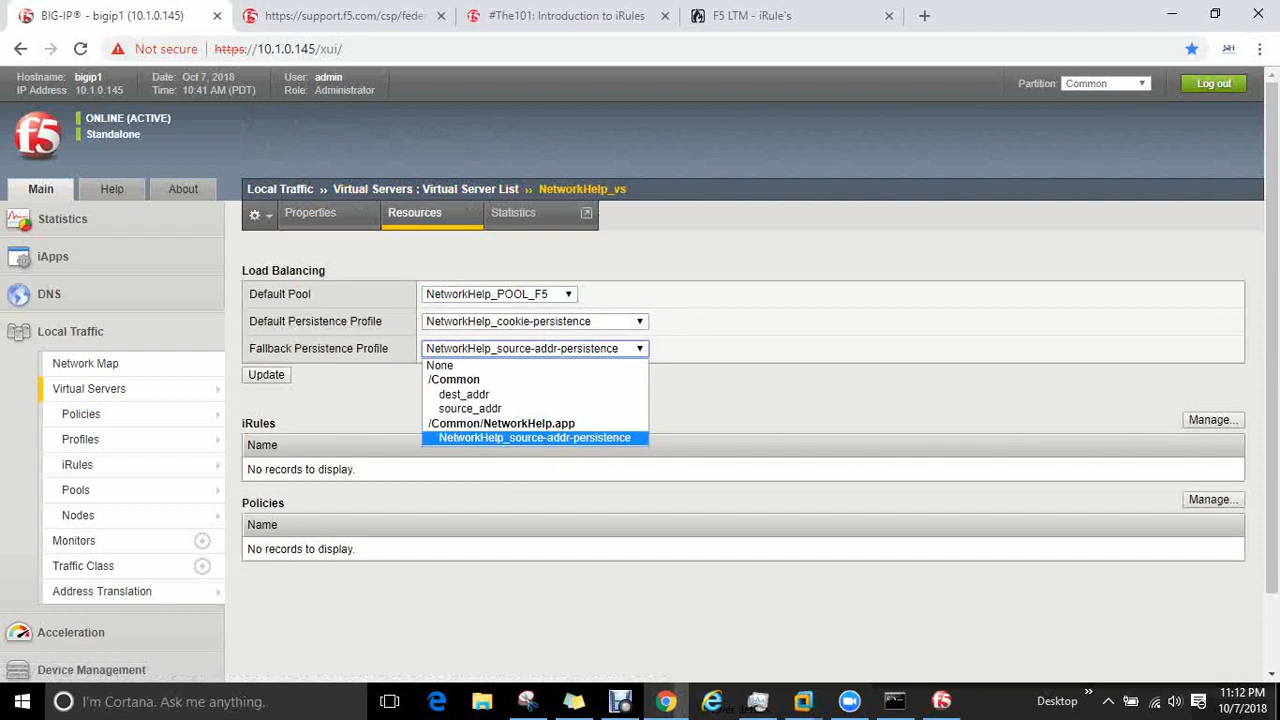 BIG-IP® - bigip1 (10.1.0.145)
https://support.f5.com/csp/fede
#The101: Introduction to iRules
F5 LTM - iRule's
Not secure
https://10.1.0.145/xui/
Hostname: bigip1
Date: Oct 7, 2018
User: admin
IP Address: 10.1.0.145
Time: 10:41 AM (PDT)
Role: Administrator
Partition: Common
Log out
f5
ONLINE (ACTIVE)
Standalone
Main
Help
About
Local Traffic ›› Virtual Servers : Virtual Server List ›› NetworkHelp_vs
Properties
Resources
Statistics
Statistics
iApps
DNS
Local Traffic
Network Map
Virtual Servers
Policies
Profiles
iRules
Pools
Nodes
Monitors
Traffic Class
Address Translation
Acceleration
Device Management
Load Balancing
Default Pool
NetworkHelp_POOL_F5
Default Persistence Profile
NetworkHelp_cookie-persistence
Fallback Persistence Profile
NetworkHelp_source-addr-persistence
None
/Common
dest_addr
source_addr
/Common/NetworkHelp.app
NetworkHelp_source-addr-persistence
Update
iRules
Manage...
Name
No records to display.
Policies
Manage...
Name
No records to display.
I'm Cortana. Ask me anything.
Desktop
11:12 PM
10/7/2018